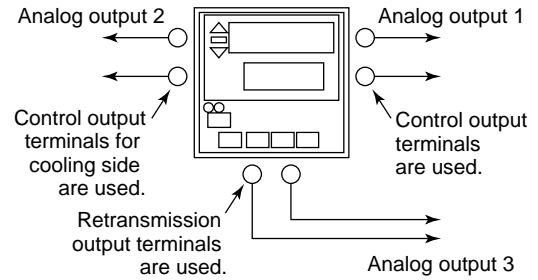 Analog output 2
Analog output 1
Control output
terminals for
cooling side
are used.
Control output
terminals
are used.
Retransmission
output terminals
are used.
Analog output 3